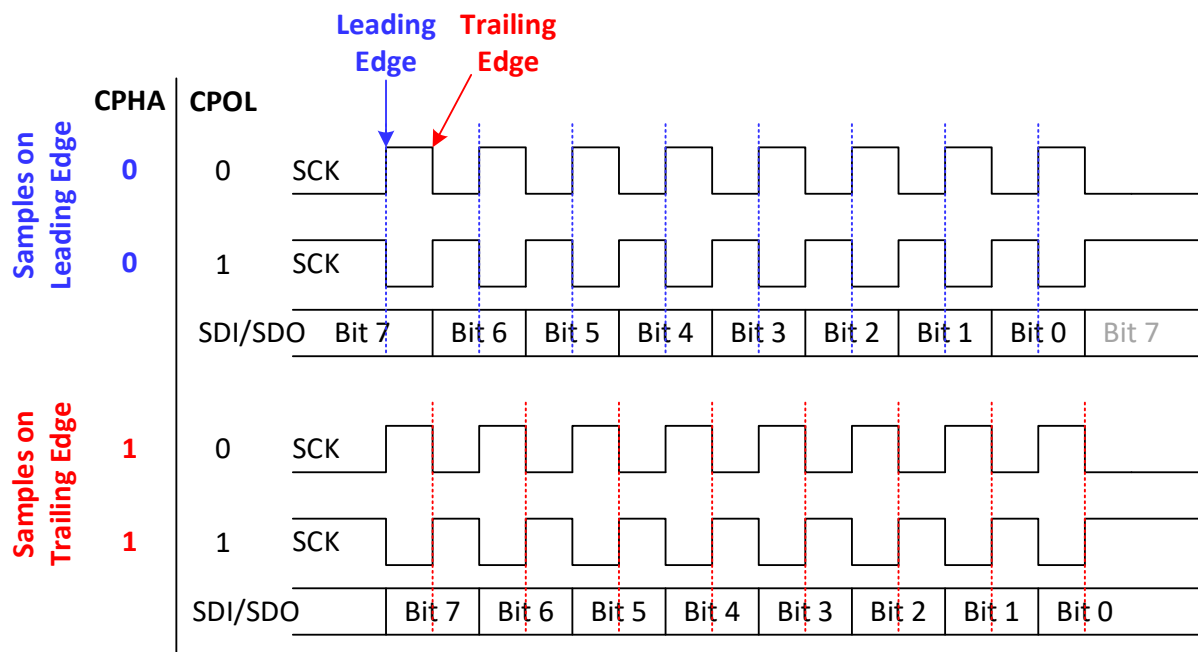 Leading Trailing
Edge Edge
CPHA CPOL
Samples on
Leading Edge
0 0 SCK
0 1 SCK
SDI/SDO Bit 7 Bit 6 Bit 5 Bit 4 Bit 3 Bit 2 Bit 1 Bit 0 Bit 7
Samples on
Trailing Edge
1 0 SCK
1 1 SCK
SDI/SDO Bit 7 Bit 6 Bit 5 Bit 4 Bit 3 Bit 2 Bit 1 Bit 0